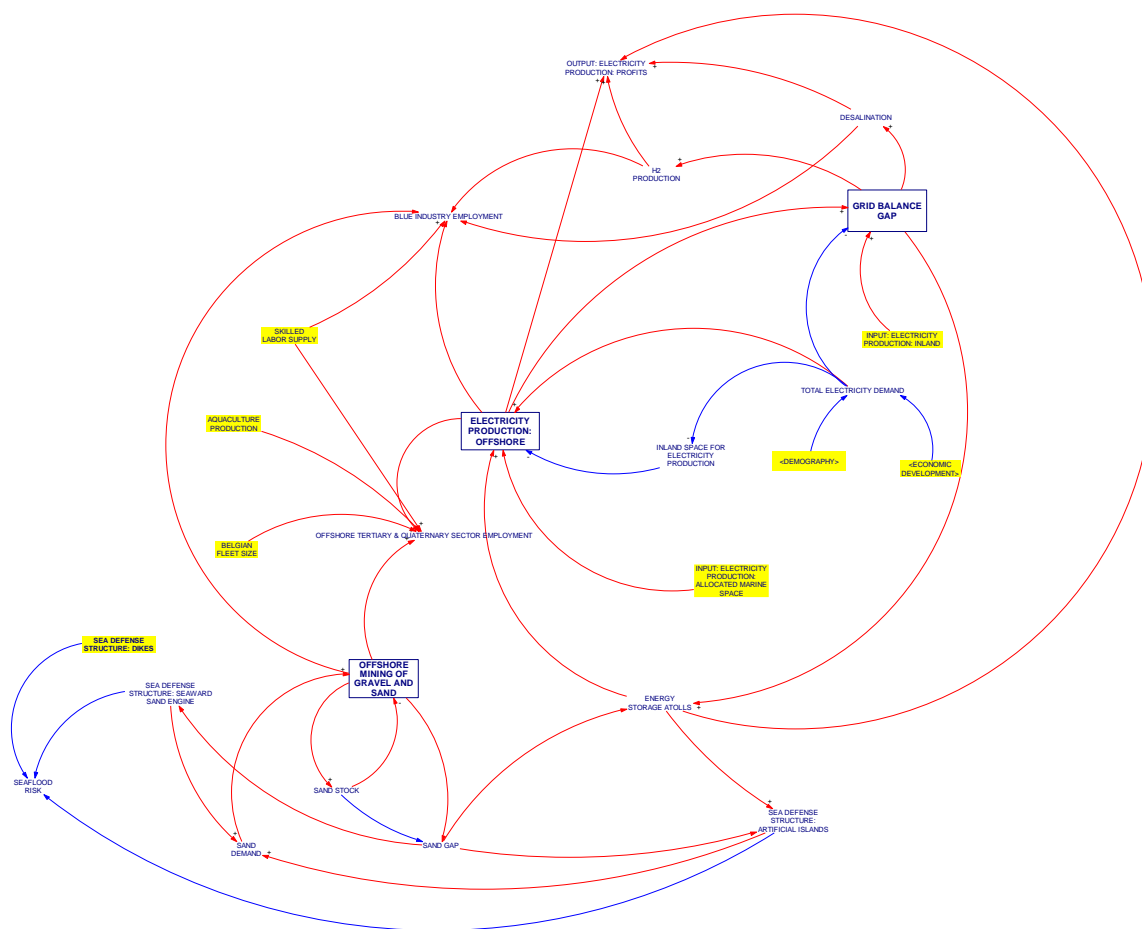 OUTPUT: ELECTRICITY
PRODUCTION: PROFITS
DESALINATION
H2
PRODUCTION
GRID BALANCE
GAP
BLUE INDUSTRY EMPLOYMENT
SKILLED
LABOR SUPPLY
INPUT: ELECTRICITY
PRODUCTION: INLAND
TOTAL ELECTRICITY DEMAND
AQUACULTURE
PRODUCTION
ELECTRICITY
PRODUCTION:
OFFSHORE
INLAND SPACE FOR
ELECTRICITY
PRODUCTION
<DEMOGRAPHY>
<ECONOMIC
DEVELOPMENT>
OFFSHORE TERTIARY & QUATERNARY SECTOR EMPLOYMENT
BELGIAN
FLEET SIZE
INPUT: ELECTRICITY
PRODUCTION:
ALLOCATED MARINE
SPACE
SEA DEFENSE
STRUCTURE: DIKES
OFFSHORE
MINING OF
GRAVEL AND
SAND
SEA DEFENSE
STRUCTURE: SEAWARD
SAND ENGINE
ENERGY
STORAGE ATOLLS
SEAFLOOD
RISK
SAND STOCK
SEA DEFENSE
STRUCTURE:
ARTIFICIAL ISLANDS
SAND
DEMAND
SAND GAP